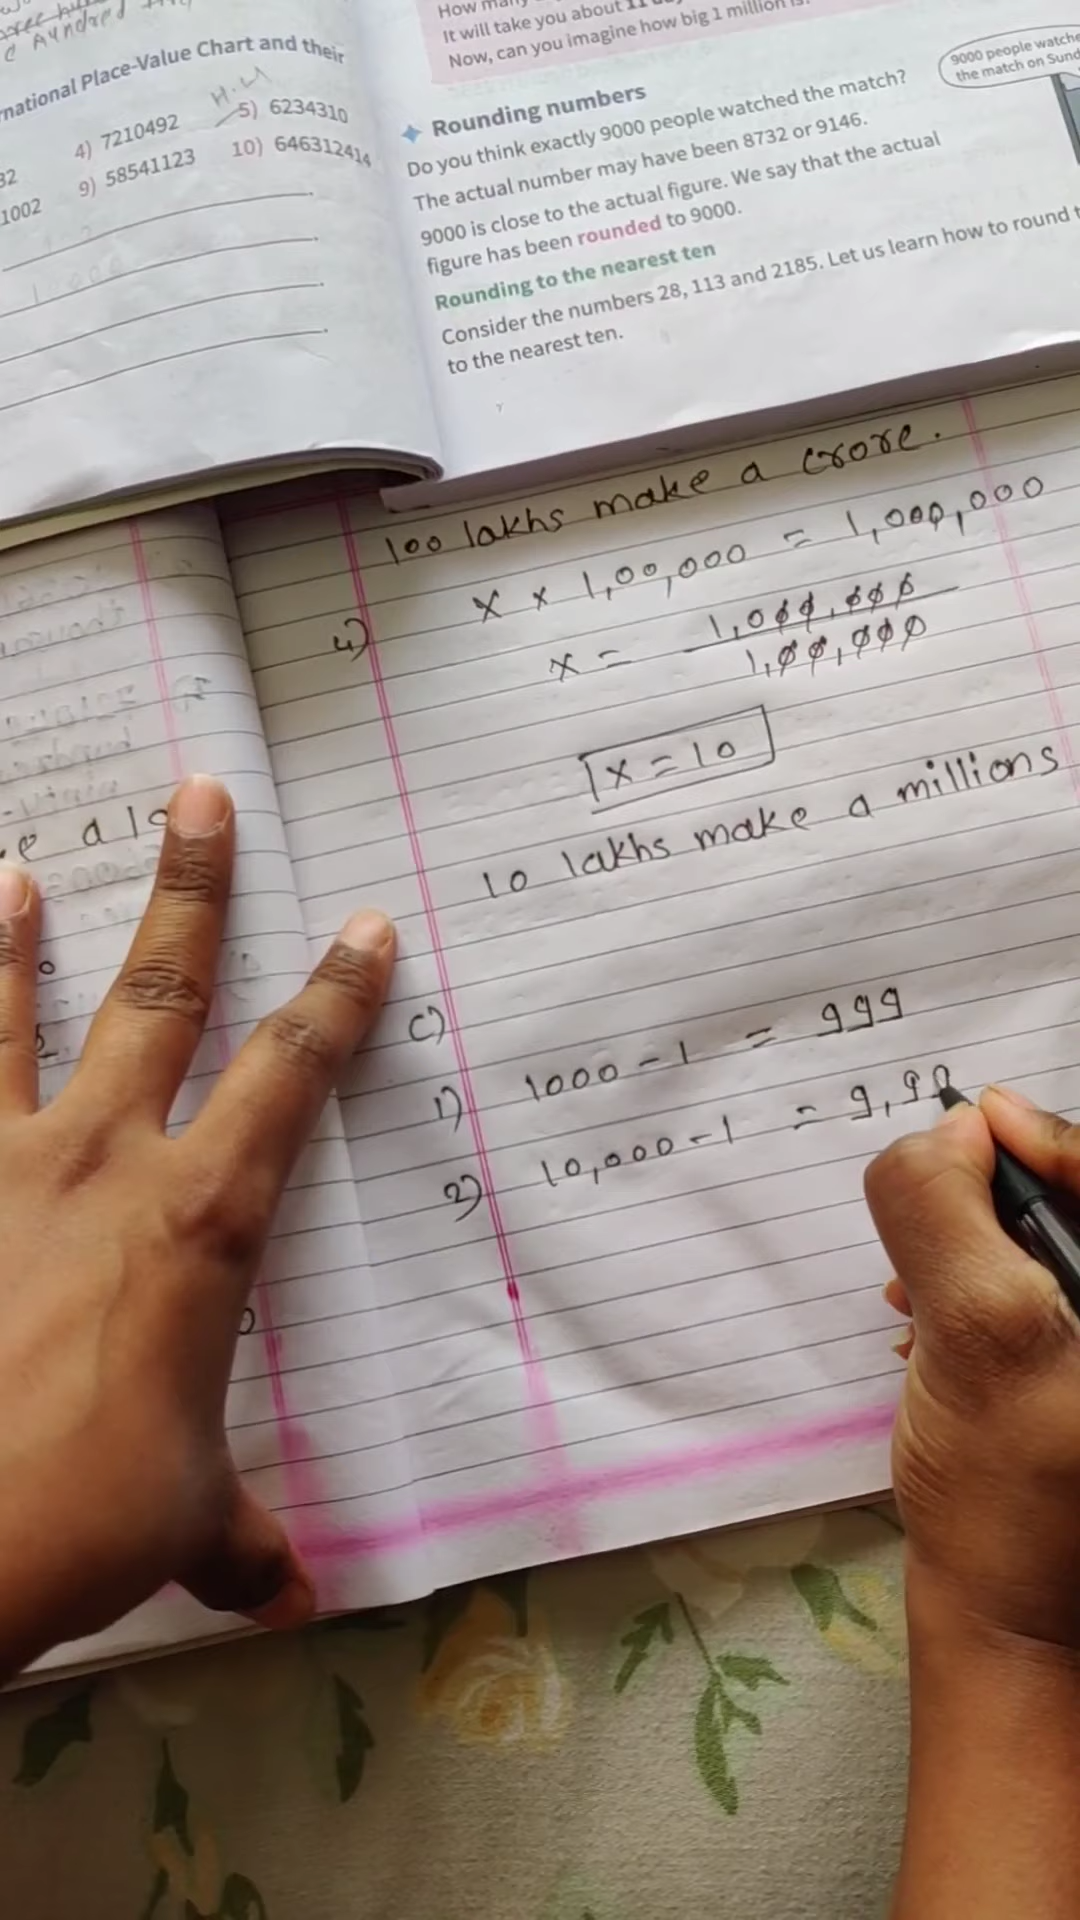 How many
It will take you about 11
Now, can you imagine how big 1 million is.
national Place-Value Chart and their
H.W
32
4) 7210492
5) 6234310
1002
9) 58541123
10) 646312414
Rounding numbers
9000 people watche
the match on Sund
Do you think exactly 9000 people watched the match?
The actual number may have been 8732 or 9146.
9000 is close to the actual figure. We say that the actual
figure has been rounded to 9000.
Rounding to the nearest ten
Consider the numbers 28, 113 and 2185. Let us learn how to round t
to the nearest ten.
100 lakhs make a crore.
4) x × 1,00,000 = 1,000,000
x = 1,000,000
1,00,000
x = 10
10 lakhs make a millions
C)
1) 1000 - 1 = 999
2) 10,000 - 1 = 9,99